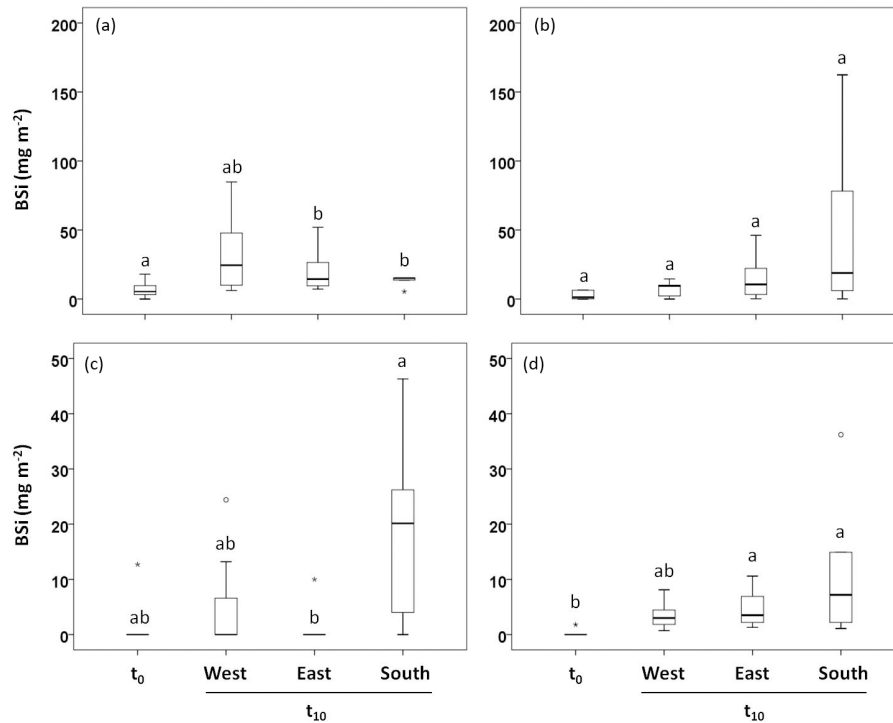 (a)
(b)
200
150
100
50
0
BSi (mg m⁻²)
a
ab
b
b
200
150
100
50
0
a
a
a
a
(c)
(d)
50
40
30
20
10
0
BSi (mg m⁻²)
ab
ab
b
a
50
40
30
20
10
0
b
ab
a
a
t₀ West East South
t₁₀
t₀ West East South
t₁₀